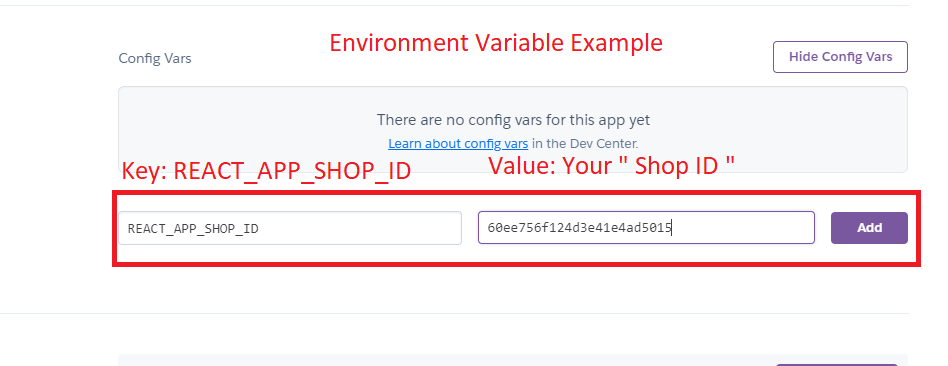 Environment Variable Example
Config Vars
Hide Config Vars
There are no config vars for this app yet
Learn about config vars in the Dev Center.
Key: REACT_APP_SHOP_ID
Value: Your " Shop ID "
REACT_APP_SHOP_ID
60ee756f124d3e41e4ad5015
Add